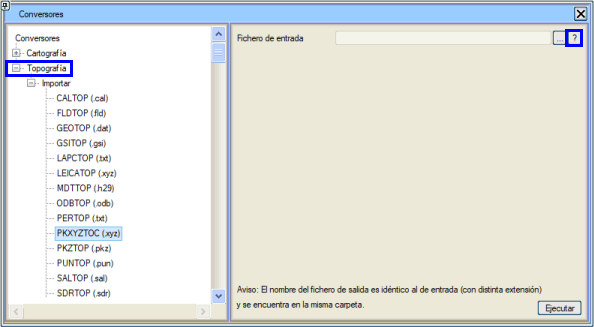 Conversores
Conversores
Cartografía
Topografía
Importar
CALTOP (.cal)
FLDTOP (.fld)
GEOTOP (.dat)
GSITOP (.gsi)
LAPCTOP (.txt)
LEICATOP (.xyz)
MDTTOP (.h29)
ODBTOP (.odb)
PERTOP (.txt)
PKXYZTOC (.xyz)
PKZTOP (.pkz)
PUNTOP (.pun)
SALTOP (.sal)
SDRTOP (.sdr)
Fichero de entrada
... ?
Aviso: El nombre del fichero de salida es idéntico al de entrada (con distinta extensión)
y se encuentra en la misma carpeta.
Ejecutar